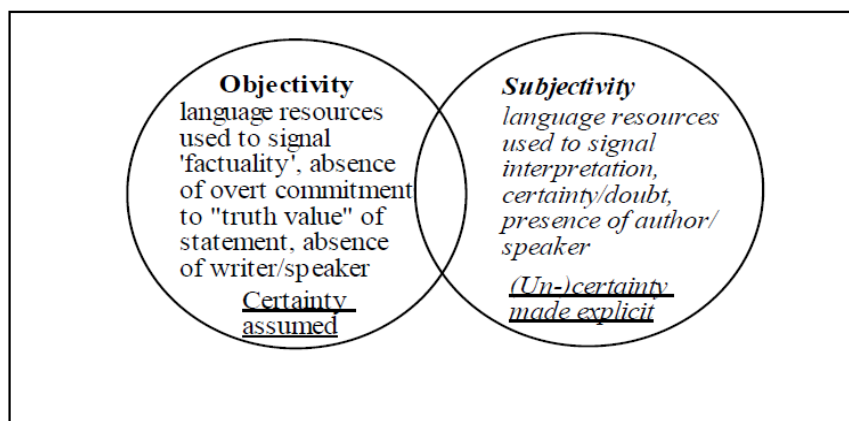 Objectivity
language resources
used to signal
'factuality', absence
of overt commitment
to "truth value" of
statement, absence
of writer/speaker
Certainty
assumed
Subjectivity
language resources
used to signal
interpretation,
certainty/doubt,
presence of author/
speaker
(Un-)certainty
made explicit